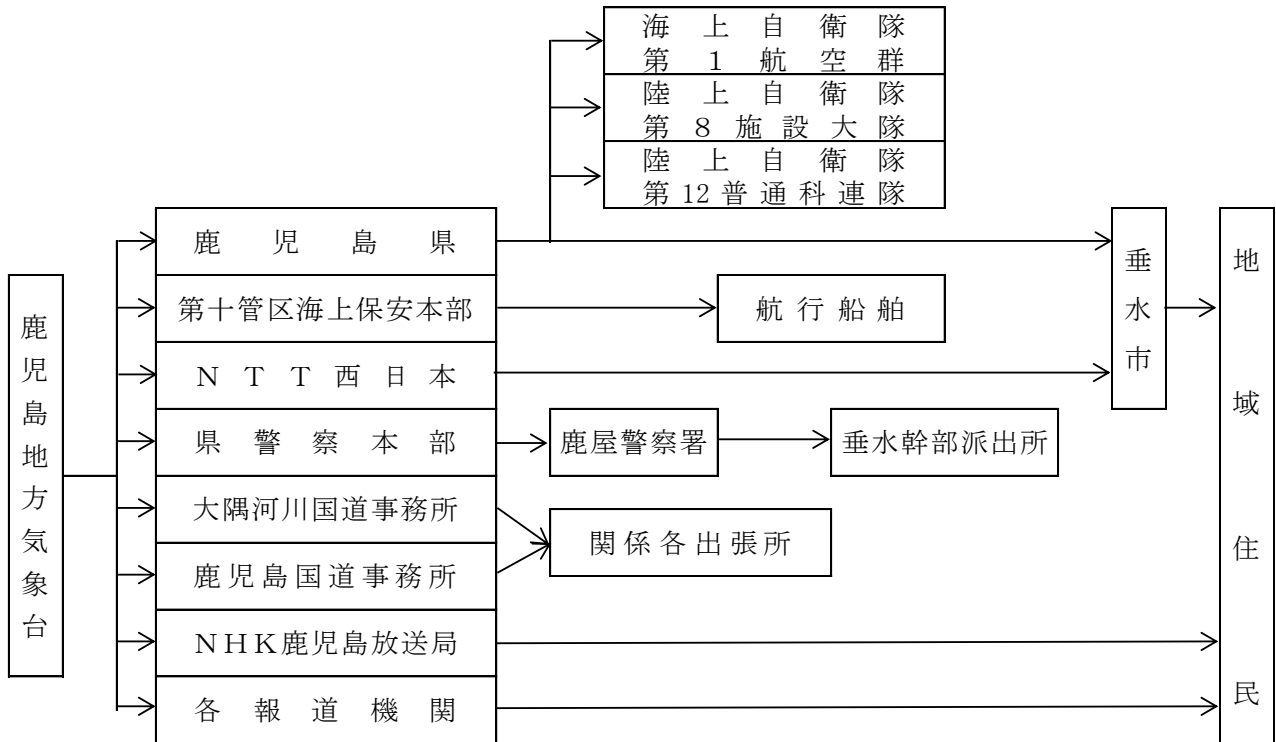 海上自衛隊
第1航空群
陸上自衛隊
第8施設大隊
陸上自衛隊
第12普通科連隊
鹿児島地方気象台
鹿児島県
第十管区海上保安本部
航行船舶
NTT西日本
県警察本部
鹿屋警察署
垂水幹部派出所
大隅河川国道事務所
関係各出張所
鹿児島国道事務所
NHK鹿児島放送局
各報道機関
垂水市
地域住民